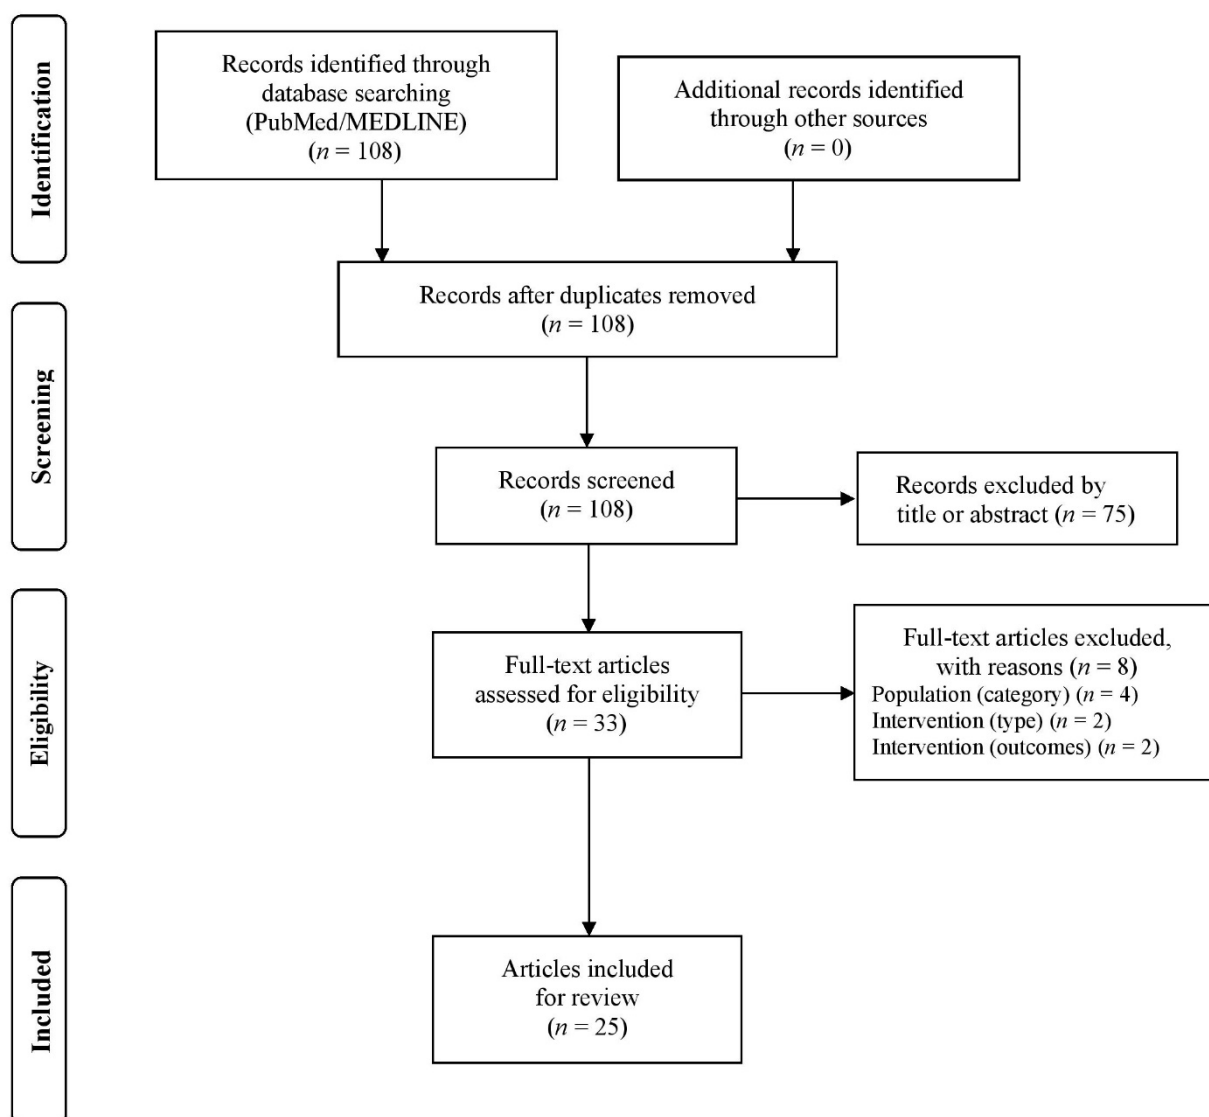 Identification
Records identified through
database searching
(PubMed/MEDLINE)
(n = 108)
Additional records identified
through other sources
(n = 0)
Records after duplicates removed
(n = 108)
Screening
Records screened
(n = 108)
Records excluded by
title or abstract (n = 75)
Eligibility
Full-text articles
assessed for eligibility
(n = 33)
Full-text articles excluded,
with reasons (n = 8)
Population (category) (n = 4)
Intervention (type) (n = 2)
Intervention (outcomes) (n = 2)
Included
Articles included
for review
(n = 25)